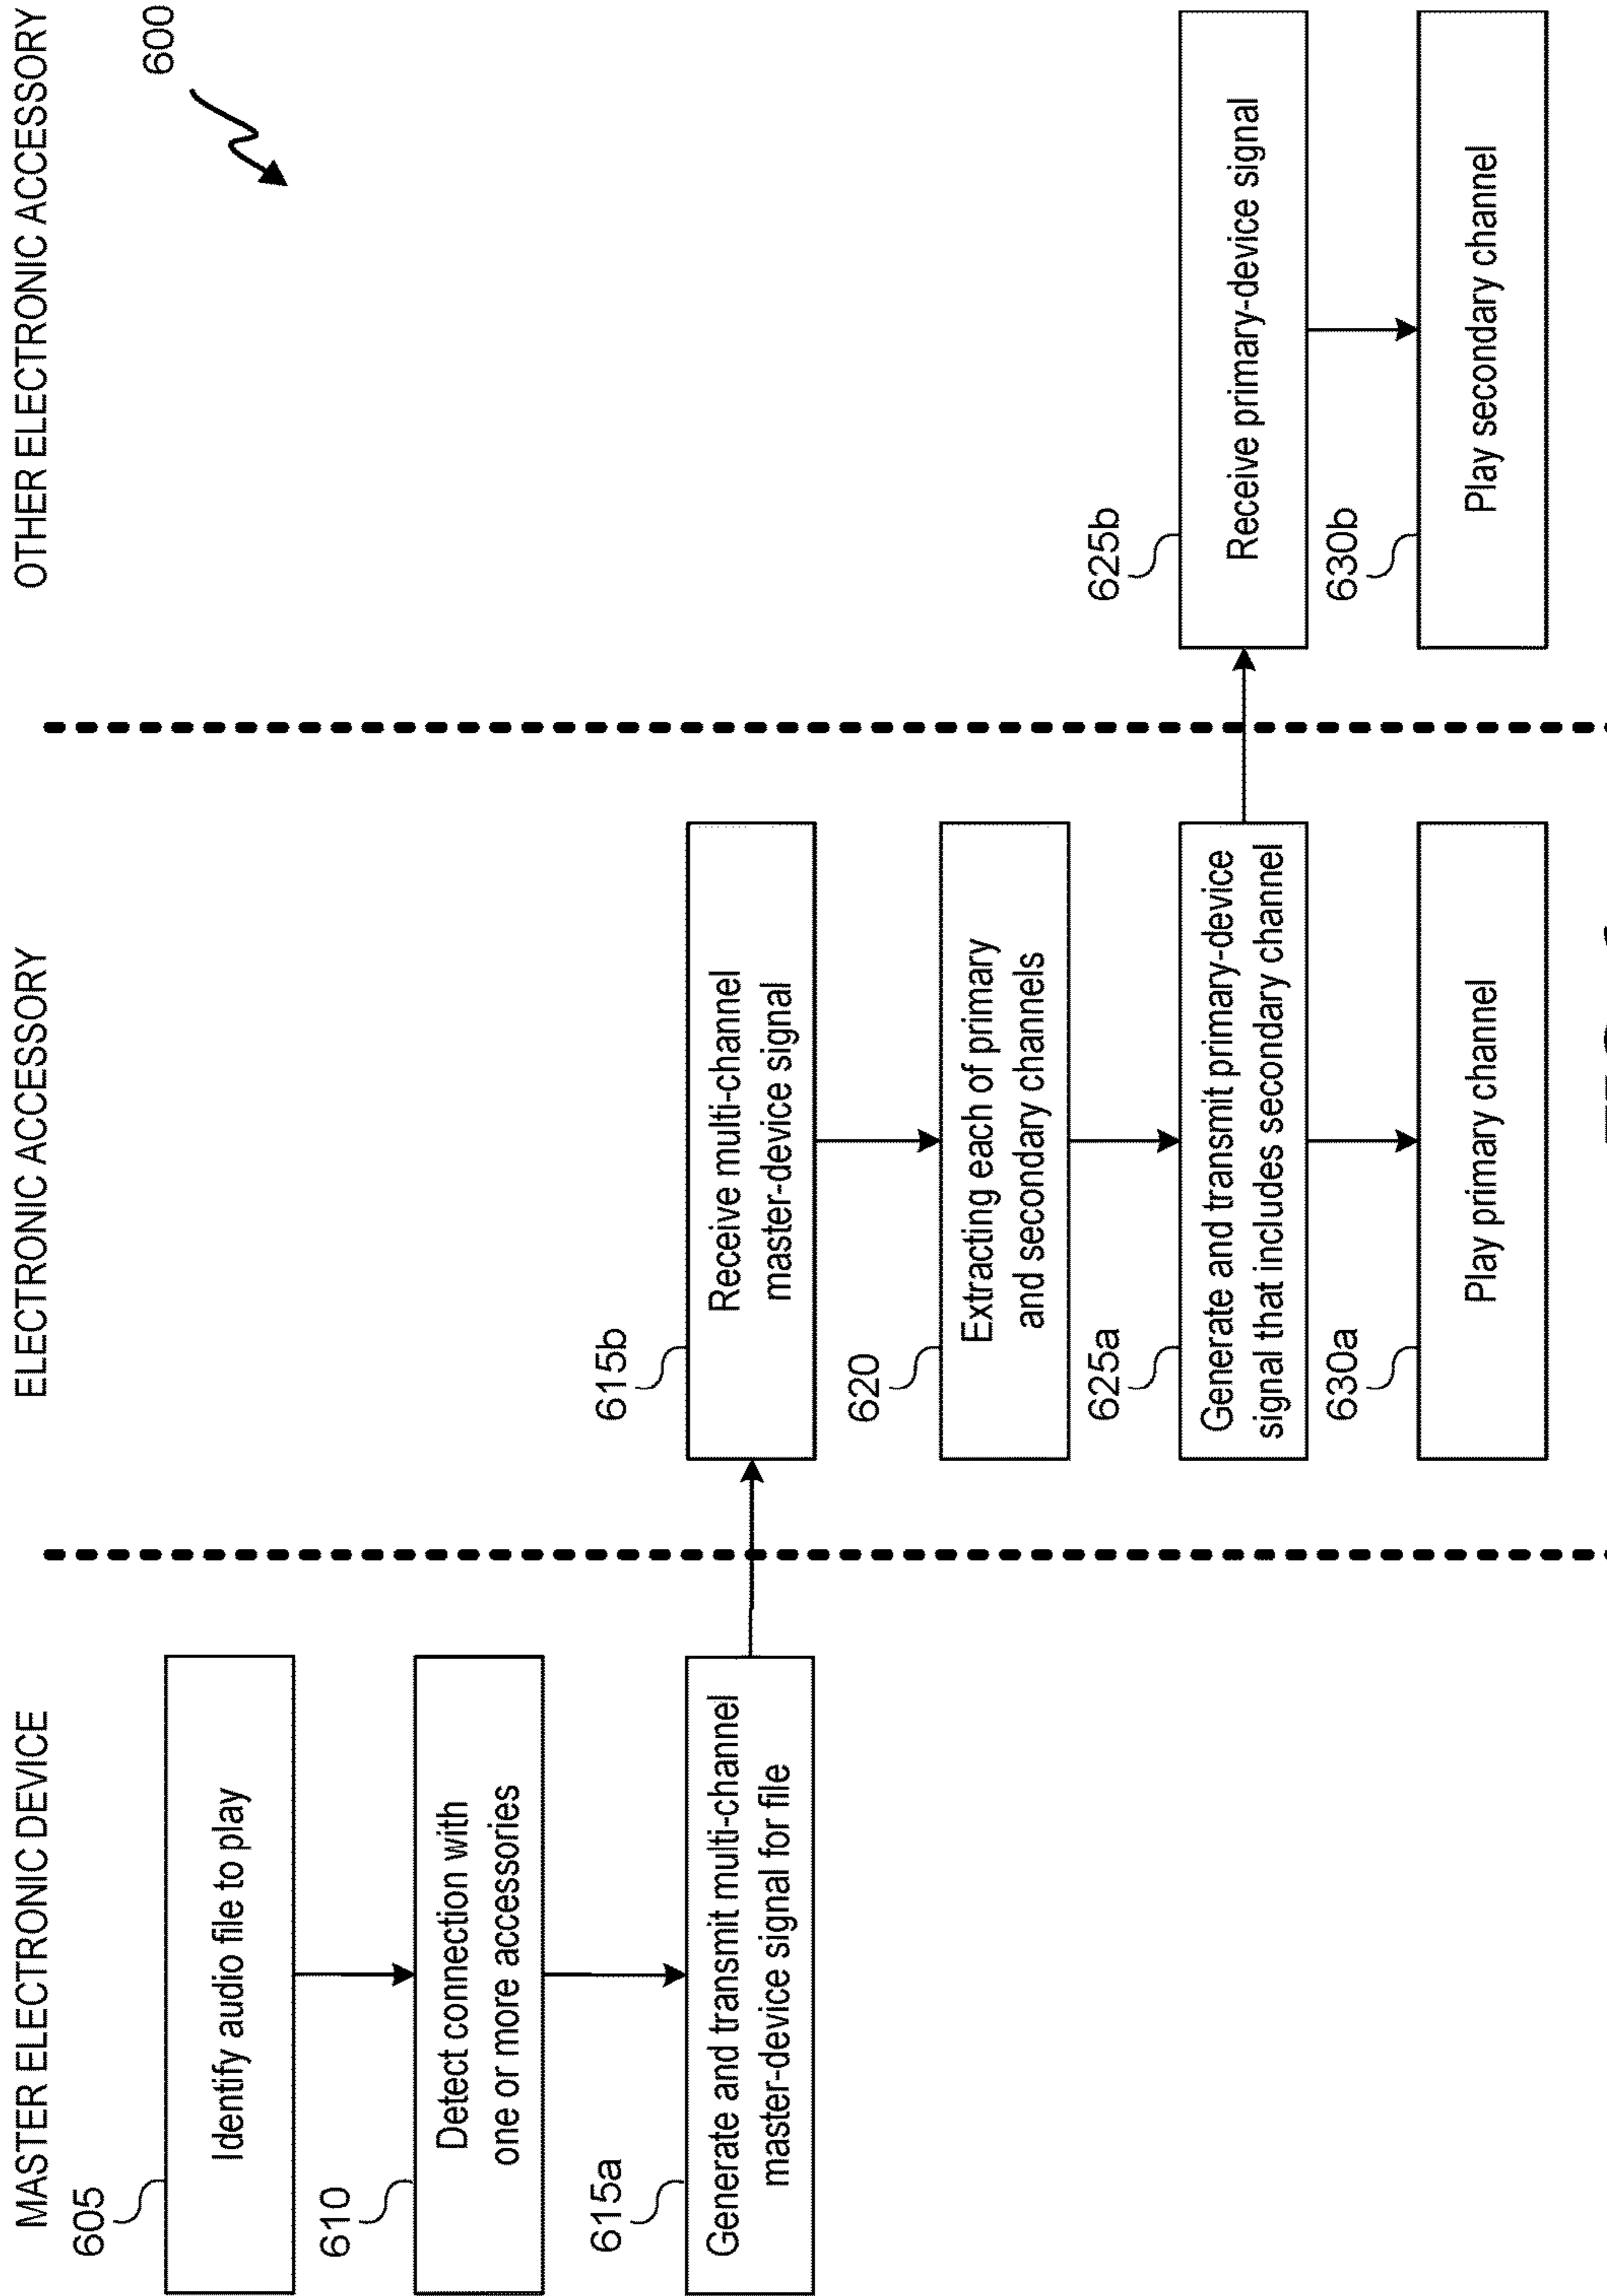 MASTER ELECTRONIC DEVICE
ELECTRONIC ACCESSORY
OTHER ELECTRONIC ACCESSORY
600
605
Identify audio file to play
610
Detect connection with
one or more accessories
615a
Generate and transmit multi-channel
master-device signal for file
615b
Receive multi-channel
master-device signal
620
Extracting each of primary
and secondary channels
625a
Generate and transmit primary-device
signal that includes secondary channel
625b
Receive primary-device signal
630a
Play primary channel
630b
Play secondary channel